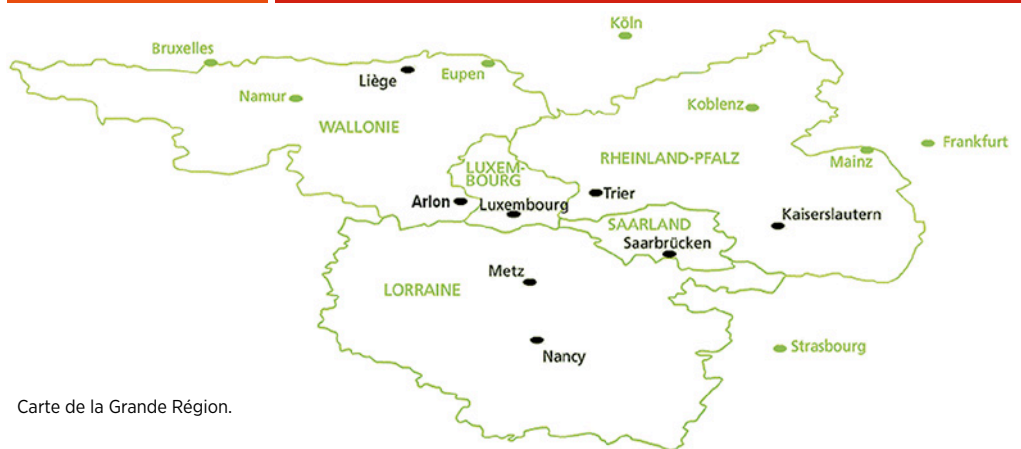 Köln
Bruxelles
Liège
Eupen
Namur
Koblenz
WALLONIE
Frankfurt
RHEINLAND-PFALZ
Mainz
LUXEM-
BOURG
Trier
Arlon
Luxembourg
Kaiserslautern
SAARLAND
Saarbrücken
Metz
LORRAINE
Strasbourg
Nancy
Carte de la Grande Région.